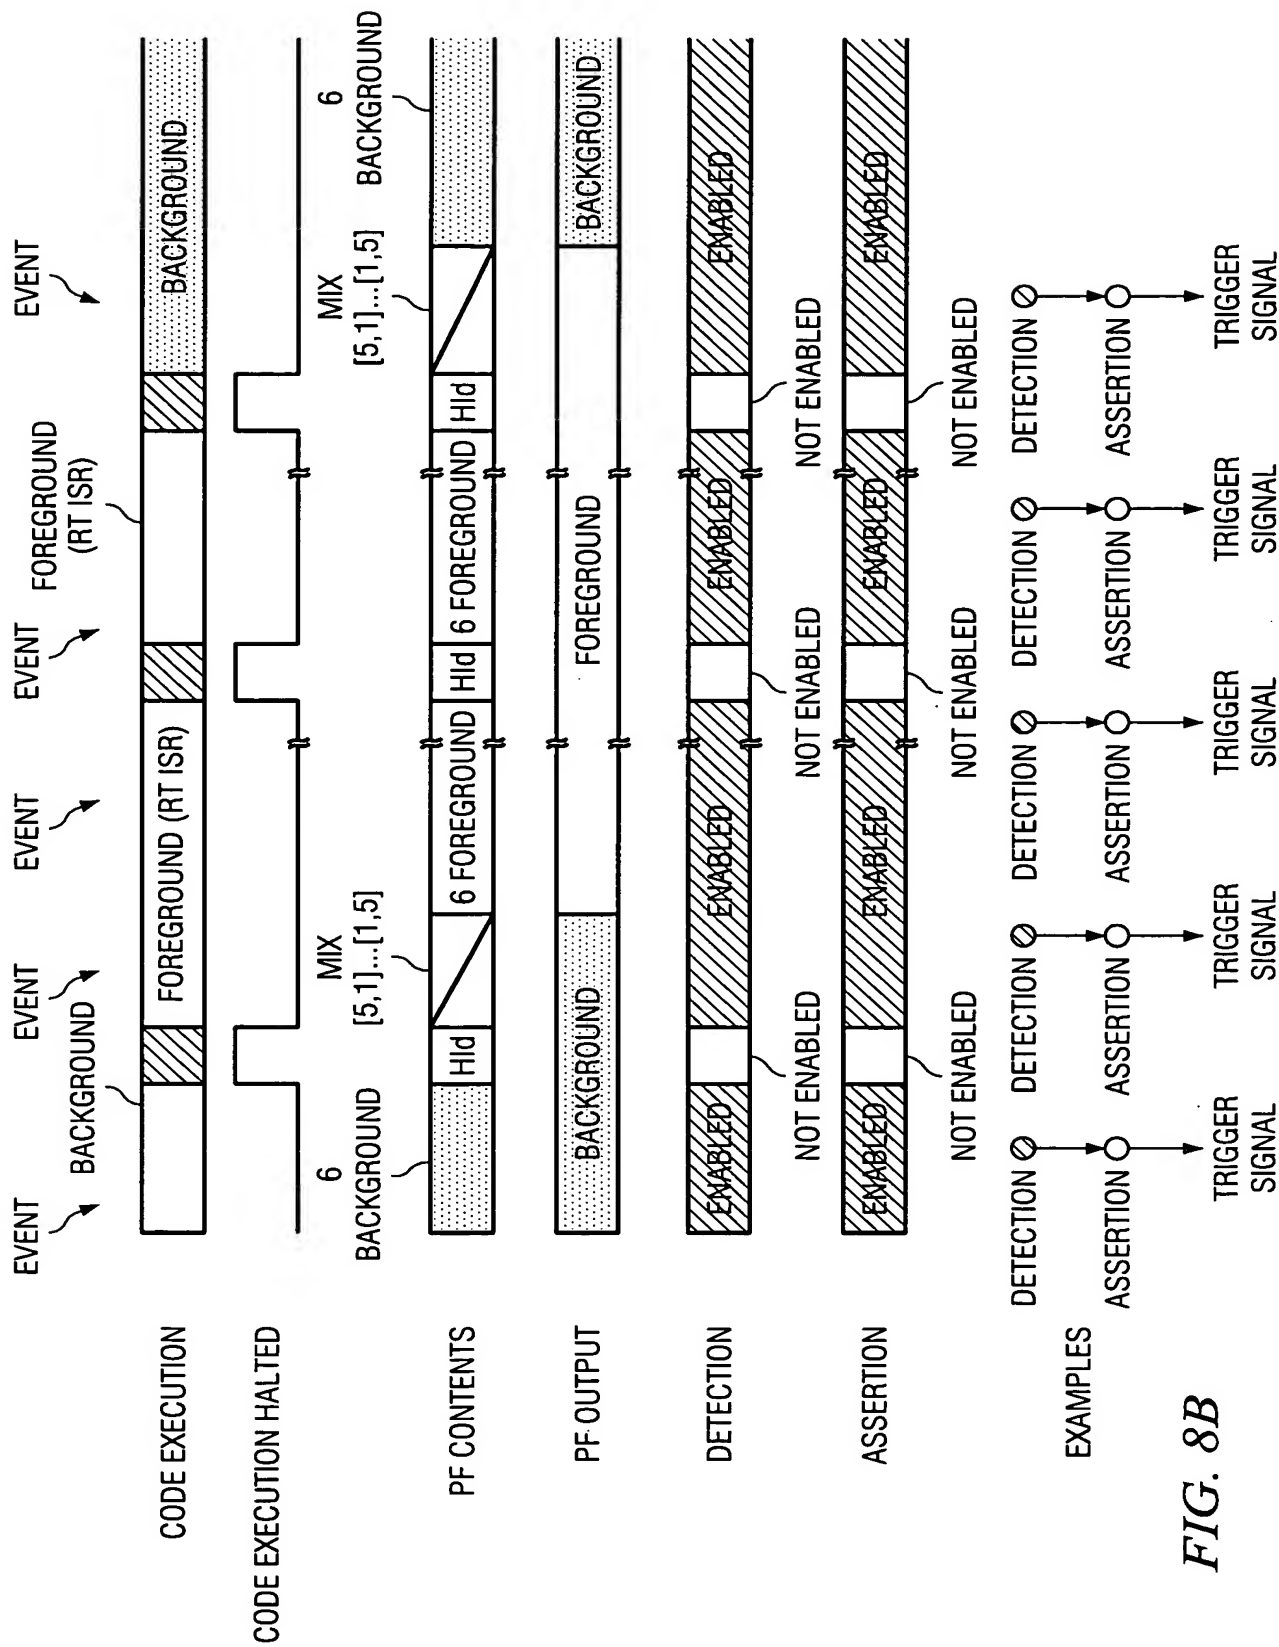 EVENT
EVENT
EVENT
EVENT
EVENT
BACKGROUND
FOREGROUND
(RT ISR)
CODE EXECUTION
FOREGROUND (RT ISR)
BACKGROUND
CODE EXECUTION HALTED
6
BACKGROUND
MIX
[5,1]...[1,5]
MIX
[5,1]...[1,5]
6
BACKGROUND
PF CONTENTS
Hld
6 FOREGROUND
Hld
6 FOREGROUND
Hld
PF OUTPUT
BACKGROUND
FOREGROUND
BACKGROUND
DETECTION
ENABLED
ENABLED
ENABLED
ENABLED
NOT ENABLED
NOT ENABLED
NOT ENABLED
ASSERTION
ENABLED
ENABLED
ENABLED
ENABLED
NOT ENABLED
NOT ENABLED
NOT ENABLED
EXAMPLES
DETECTION
DETECTION
DETECTION
DETECTION
DETECTION
ASSERTION
ASSERTION
ASSERTION
ASSERTION
ASSERTION
TRIGGER
SIGNAL
TRIGGER
SIGNAL
TRIGGER
SIGNAL
TRIGGER
SIGNAL
TRIGGER
SIGNAL
FIG. 8B